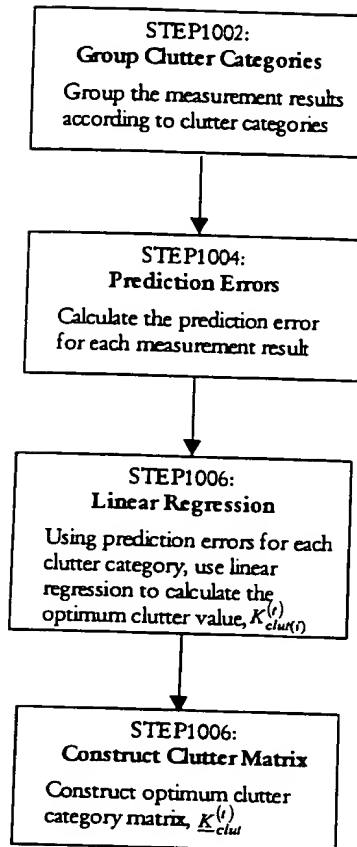 STEP1002:
Group Clutter Categories
Group the measurement results
according to clutter categories
STEP1004:
Prediction Errors
Calculate the prediction error
for each measurement result
STEP1006:
Linear Regression
Using prediction errors for each
clutter category, use linear
regression to calculate the
optimum clutter value, K_{clut(i)}^{(t)}
STEP1006:
Construct Clutter Matrix
Construct optimum clutter
category matrix, \underline{K}_{clut}^{(t)}